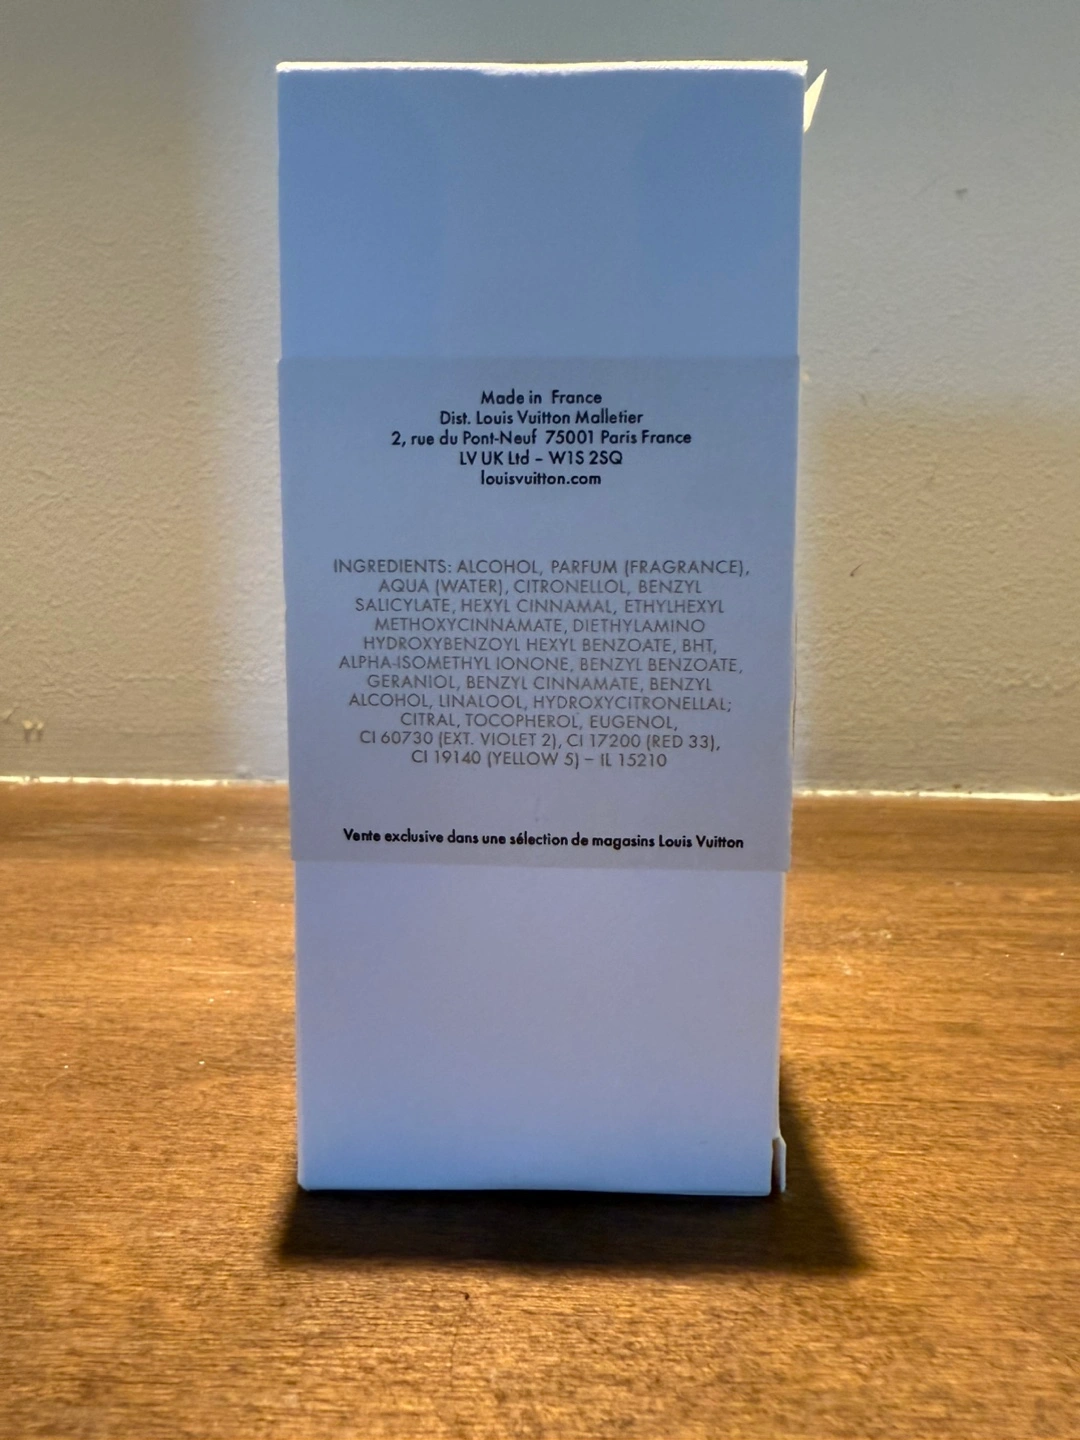 Made in France
Dist. Louis Vuitton Malletier
2, rue du Pont-Neuf 75001 Paris France
LV UK Ltd – W1S 2SQ
louisvuitton.com
INGREDIENTS: ALCOHOL, PARFUM (FRAGRANCE),
AQUA (WATER), CITRONELLOL, BENZYL
SALICYLATE, HEXYL CINNAMAL, ETHYLHEXYL
METHOXYCINNAMATE, DIETHYLAMINO
HYDROXYBENZOYL HEXYL BENZOATE, BHT,
ALPHA-ISOMETHYL IONONE, BENZYL BENZOATE,
GERANIOL, BENZYL CINNAMATE, BENZYL
ALCOHOL, LINALOOL, HYDROXYCITRONELLAL;
CITRAL, TOCOPHEROL, EUGENOL,
CI 60730 (EXT. VIOLET 2), CI 17200 (RED 33),
CI 19140 (YELLOW 5) – IL 15210
Vente exclusive dans une sélection de magasins Louis Vuitton